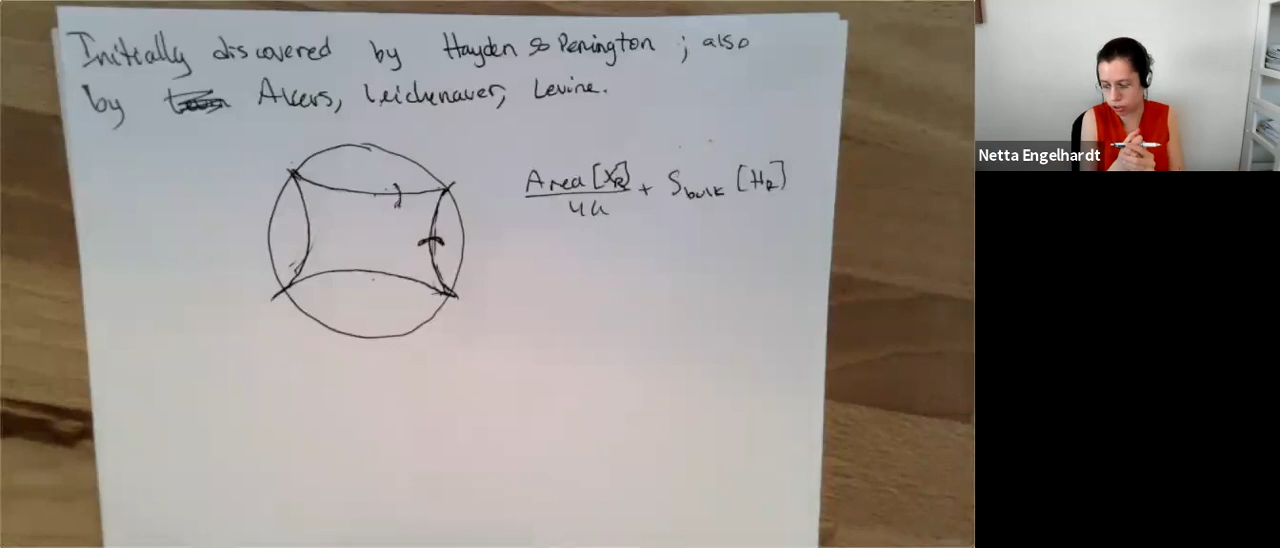 Initially discovered by Hayden & Penington ; also
by Akers, Leichenauer, Levine.
Area [X_R] + S_bulk [H_R]
4G
Netta Engelhardt